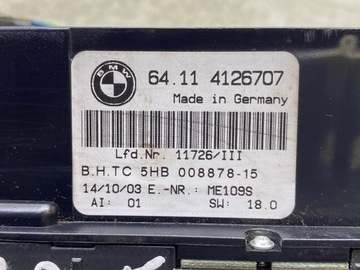 BMW
64.11 4126707
Made in Germany
Lfd.Nr. 11726/III
B.H.TC 5HB 008878-15
14/10/03 E.-NR.: ME109S
AI: 01 SW: 18.0